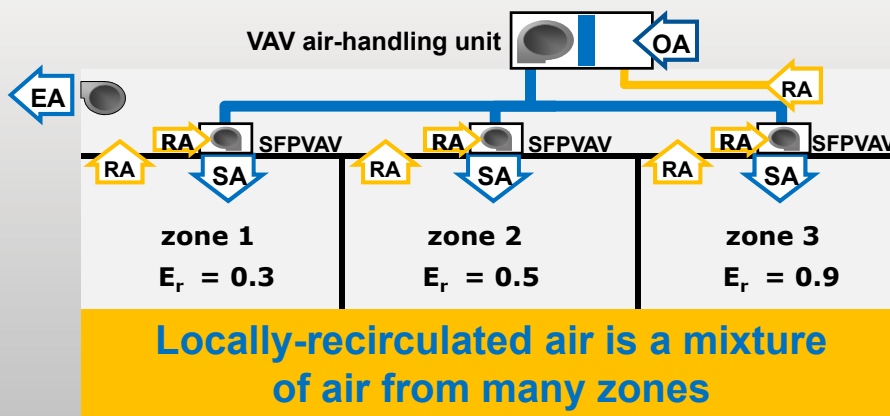 VAV air-handling unit
OA
EA
RA
RA SFPVAV RA SFPVAV RA SFPVAV
RA SA RA SA RA SA
zone 1 zone 2 zone 3
Er = 0.3 Er = 0.5 Er = 0.9
Locally-recirculated air is a mixture
of air from many zones